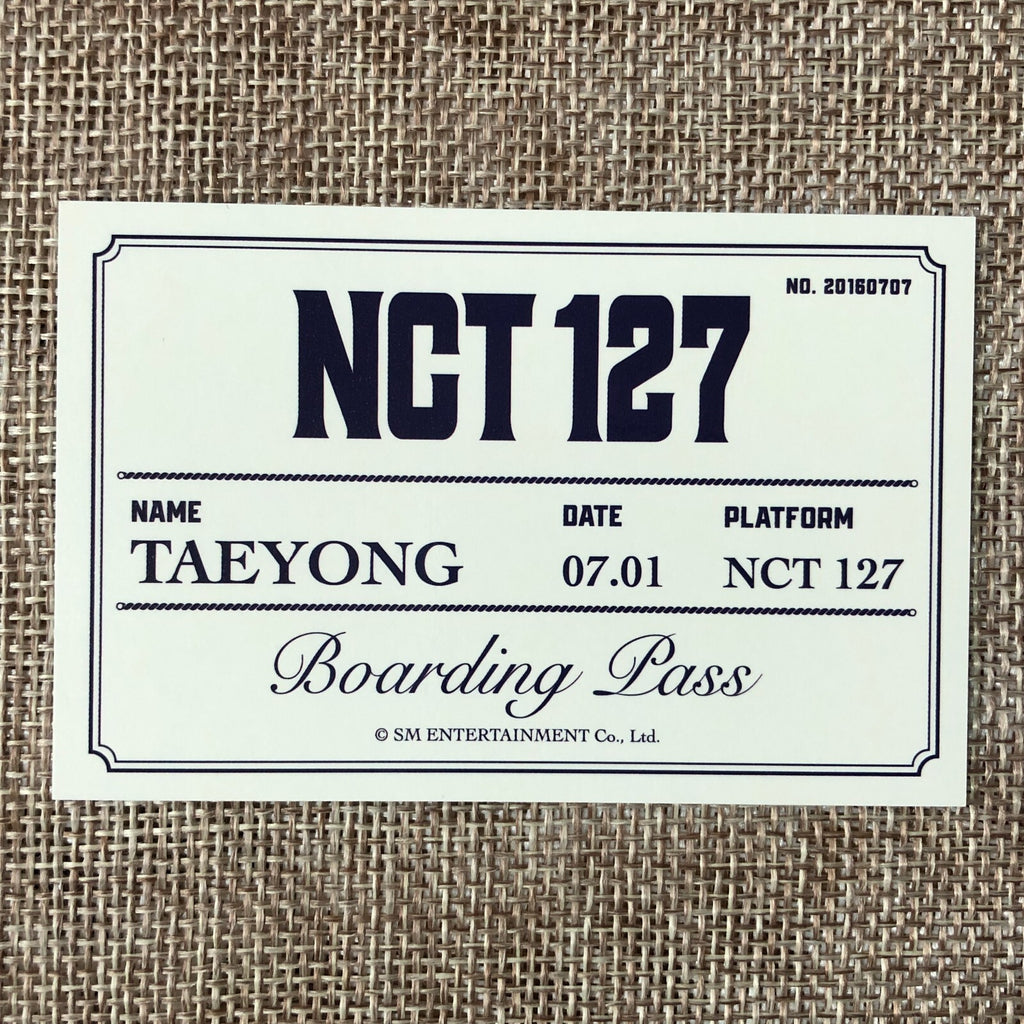 NO. 20160707
NCT 127
NAME DATE PLATFORM
TAEYONG 07.01 NCT 127
Boarding Pass
© SM ENTERTAINMENT Co., Ltd.